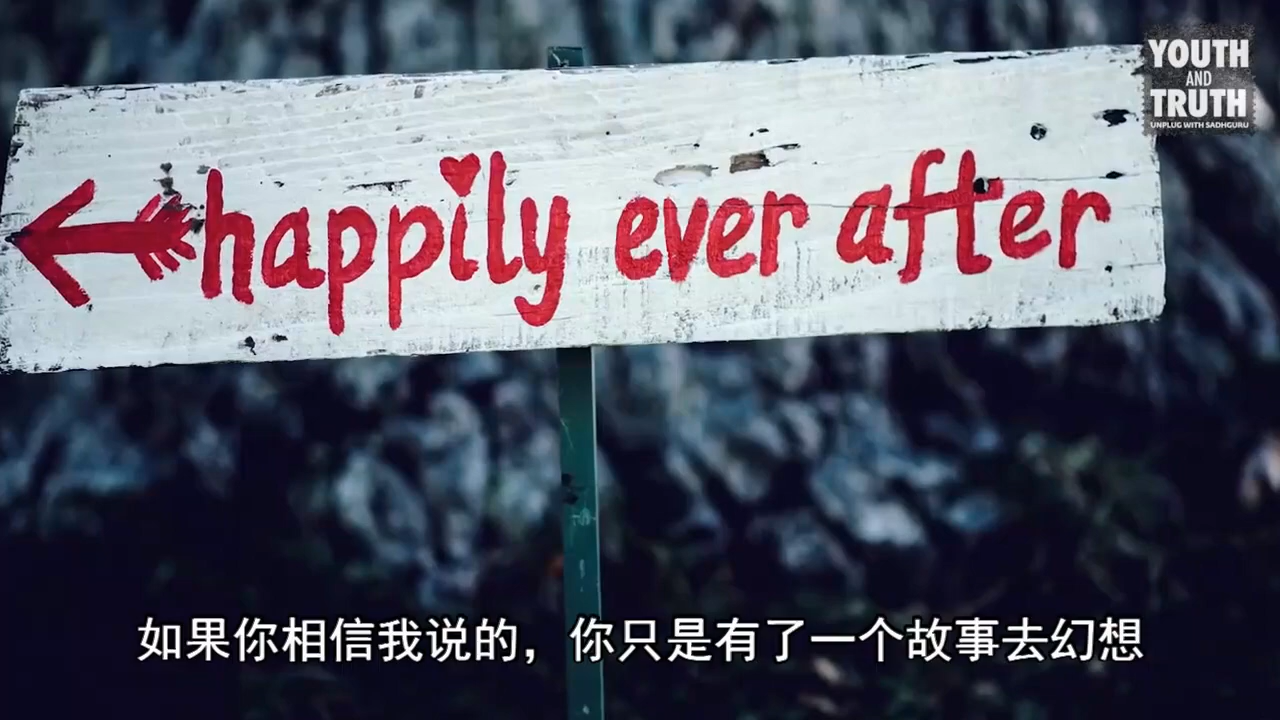 YOUTH
AND
TRUTH
UNPLUG WITH SADHGURU
happily ever after
如果你相信我说的，你只是有了一个故事去幻想